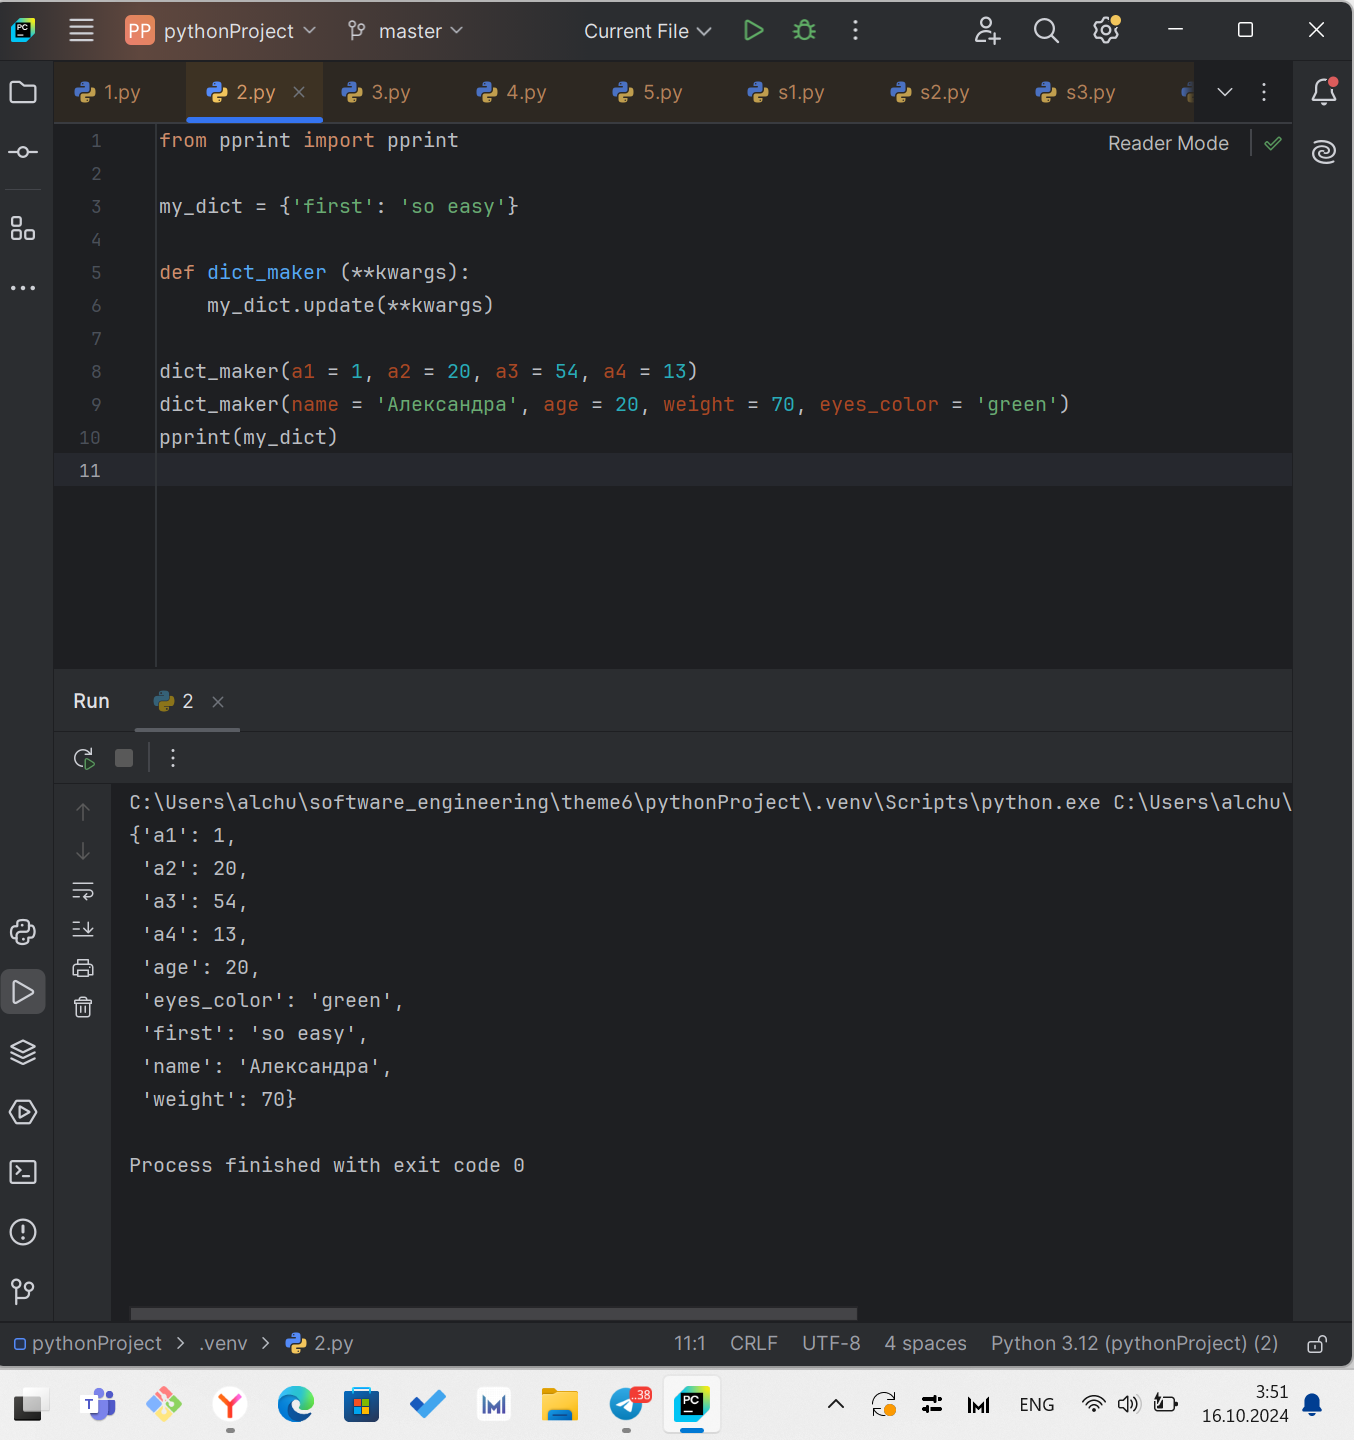 PC PP pythonProject master Current File
1.py 2.py 3.py 4.py 5.py s1.py s2.py s3.py
Reader Mode
1 from pprint import pprint
2
3 my_dict = {'first': 'so easy'}
4
5 def dict_maker (**kwargs):
6 my_dict.update(**kwargs)
7
8 dict_maker(a1 = 1, a2 = 20, a3 = 54, a4 = 13)
9 dict_maker(name = 'Александра', age = 20, weight = 70, eyes_color = 'green')
10 pprint(my_dict)
11
Run 2
C:\Users\alchu\software_engineering\theme6\pythonProject\.venv\Scripts\python.exe C:\Users\alchu\
{'a1': 1,
'a2': 20,
'a3': 54,
'a4': 13,
'age': 20,
'eyes_color': 'green',
'first': 'so easy',
'name': 'Александра',
'weight': 70}
Process finished with exit code 0
pythonProject > .venv > 2.py 11:1 CRLF UTF-8 4 spaces Python 3.12 (pythonProject) (2)
T Y ..38 PC ENG 3:51
16.10.2024